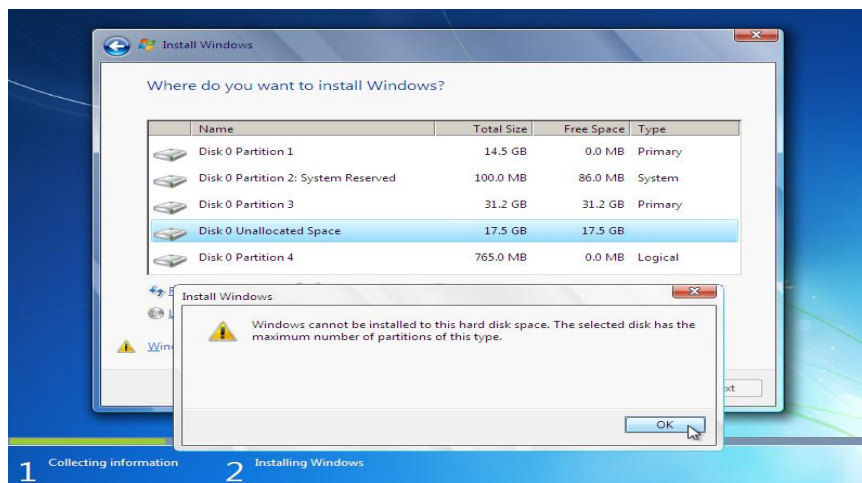 Install Windows
Where do you want to install Windows?
Name Total Size Free Space Type
Disk 0 Partition 1 14.5 GB 0.0 MB Primary
Disk 0 Partition 2: System Reserved 100.0 MB 86.0 MB System
Disk 0 Partition 3 31.2 GB 31.2 GB Primary
Disk 0 Unallocated Space 17.5 GB 17.5 GB
Disk 0 Partition 4 765.0 MB 0.0 MB Logical
Install Windows
Windows cannot be installed to this hard disk space. The selected disk has the
maximum number of partitions of this type.
OK
1 Collecting information 2 Installing Windows